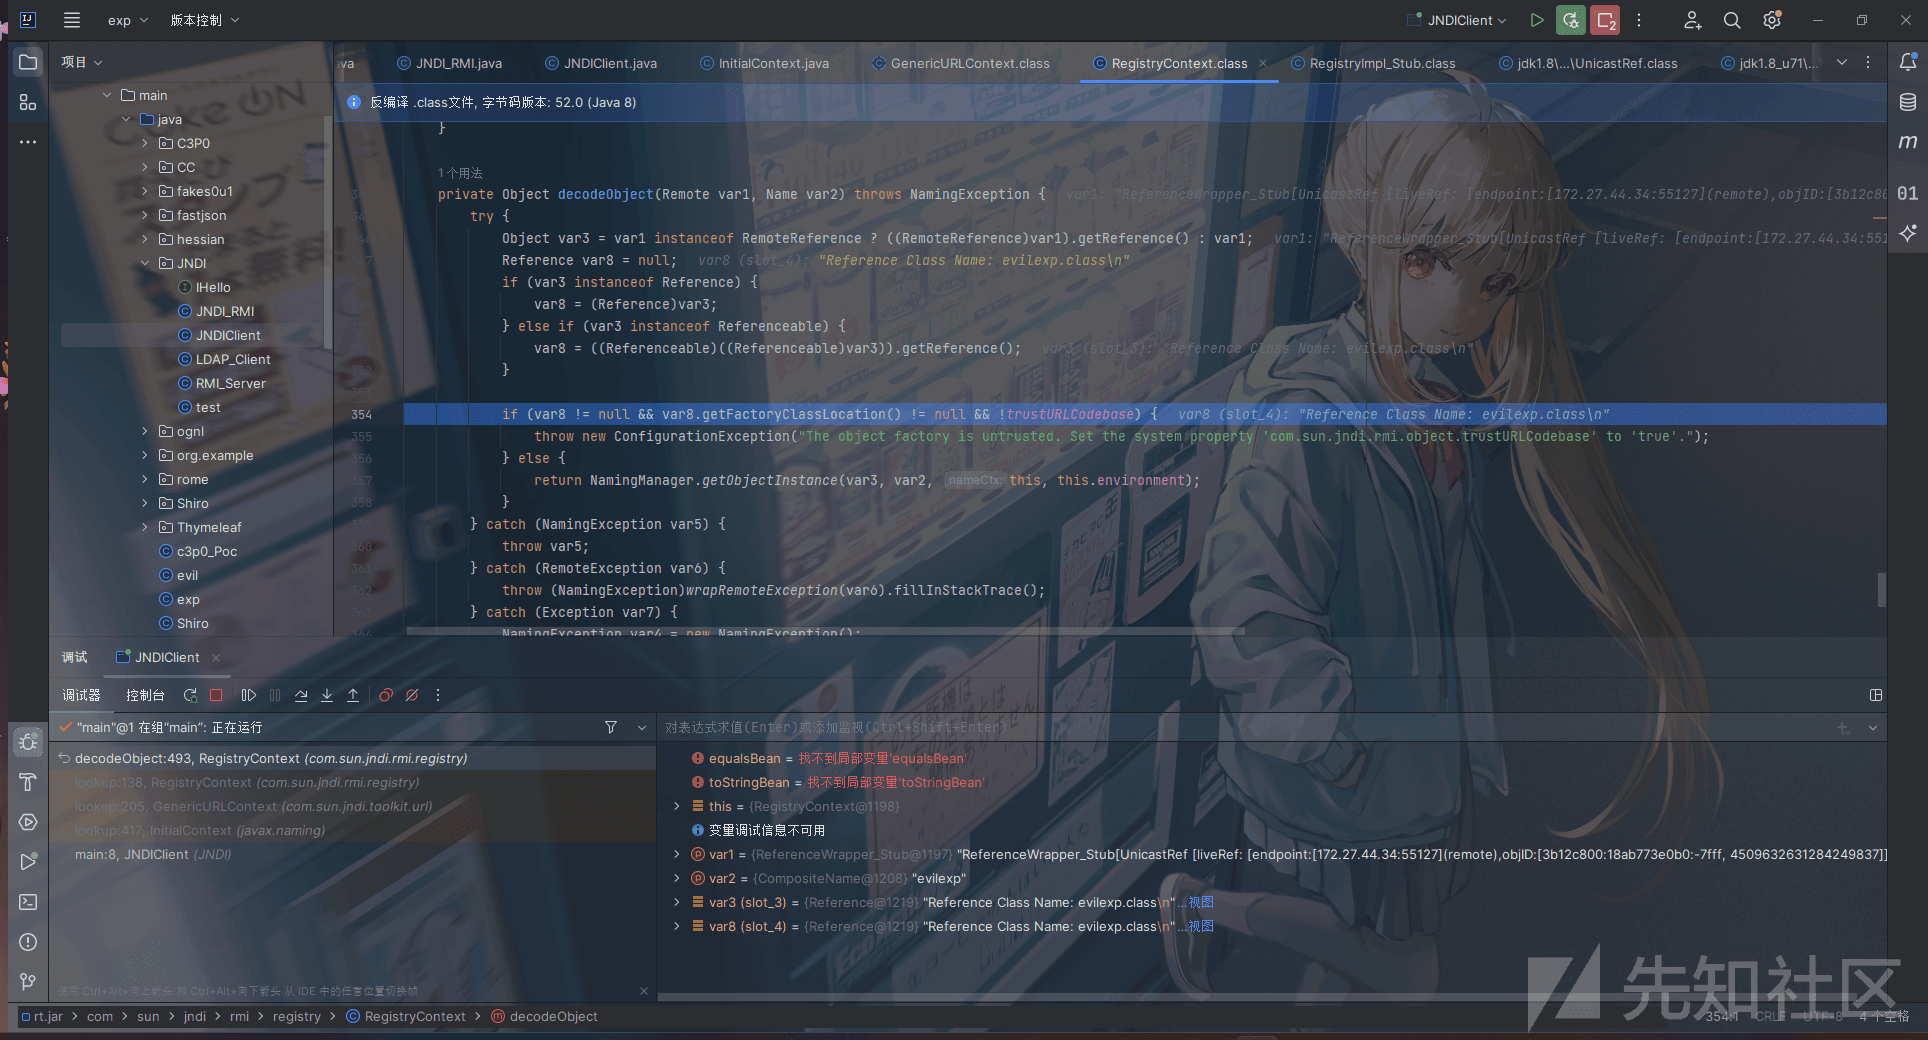 exp
版本控制
JNDIClient
2
项目
main
java
C3P0
CC
fakes0u1
fastjson
hessian
JNDI
IHello
JNDI_RMI
JNDIClient
LDAP_Client
RMI_Server
test
ognl
org.example
rome
Shiro
Thymeleaf
c3p0_Poc
evil
exp
Shiro
ava
JNDI_RMI.java
JNDIClient.java
InitialContext.java
GenericURLContext.class
RegistryContext.class
RegistryImpl_Stub.class
jdk1.8\...\UnicastRef.class
jdk1.8_u71\...
反编译 .class文件, 字节码版本: 52.0 (Java 8)
}
1个用法
private Object decodeObject(Remote var1, Name var2) throws NamingException {   var1: "ReferenceWrapper_Stub[UnicastRef [liveRef: [endpoint:[172.27.44.34:55127](remote),objID:[3b12c80
try {
Object var3 = var1 instanceof RemoteReference ? ((RemoteReference)var1).getReference() : var1;   var1: "ReferenceWrapper_Stub[UnicastRef [liveRef: [endpoint:[172.27.44.34:551
Reference var8 = null;   var8 (slot_4): "Reference Class Name: evilexp.class\n"
if (var3 instanceof Reference) {
var8 = (Reference)var3;
} else if (var3 instanceof Referenceable) {
var8 = ((Referenceable)((Referenceable)var3)).getReference();   var3 (slot_3): "Reference Class Name: evilexp.class\n"
}
354 if (var8 != null && var8.getFactoryClassLocation() != null && !trustURLCodebase) {   var8 (slot_4): "Reference Class Name: evilexp.class\n"
355 throw new ConfigurationException("The object factory is untrusted. Set the system property 'com.sun.jndi.rmi.object.trustURLCodebase' to 'true'.");
356 } else {
357 return NamingManager.getObjectInstance(var3, var2, nameCtx: this, this.environment);
358 }
} catch (NamingException var5) {
360 throw var5;
361 } catch (RemoteException var6) {
362 throw (NamingException)wrapRemoteException(var6).fillInStackTrace();
363 } catch (Exception var7) {
364 NamingException var4 = new NamingException();
m
01
调试
JNDIClient
调试器
控制台
"main"@1 在组"main": 正在运行
decodeObject:493, RegistryContext (com.sun.jndi.rmi.registry)
lookup:138, RegistryContext (com.sun.jndi.rmi.registry)
lookup:205, GenericURLContext (com.sun.jndi.toolkit.url)
lookup:417, InitialContext (javax.naming)
main:8, JNDIClient (JNDI)
使用 Ctrl+Alt+向上箭头 和 Ctrl+Alt+向下箭头 从 IDE 中的任意位置切换帧
对表达式求值(Enter)或添加监视(Ctrl+Shift+Enter)
equalsBean = 找不到局部变量'equalsBean'
toStringBean = 找不到局部变量'toStringBean'
this = {RegistryContext@1198}
变量调试信息不可用
var1 = {ReferenceWrapper_Stub@1197} "ReferenceWrapper_Stub[UnicastRef [liveRef: [endpoint:[172.27.44.34:55127](remote),objID:[3b12c800:18ab773e0b0:-7fff, 4509632631284249837]]
var2 = {CompositeName@1208} "evilexp"
var3 (slot_3) = {Reference@1219} "Reference Class Name: evilexp.class\n"...视图
var8 (slot_4) = {Reference@1219} "Reference Class Name: evilexp.class\n"...视图
先知社区
rt.jar > com > sun > jndi > rmi > registry > RegistryContext > decodeObject
354:1 CRLF UTF-8 4 个空格